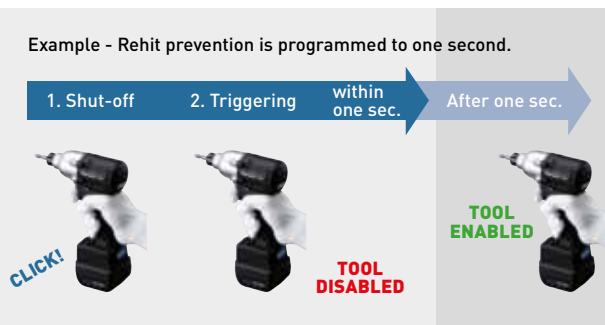 Example - Rehit prevention is programmed to one second.
1. Shut-off
2. Triggering
within
one sec.
After one sec.
CLICK!
TOOL
DISABLED
TOOL
ENABLED